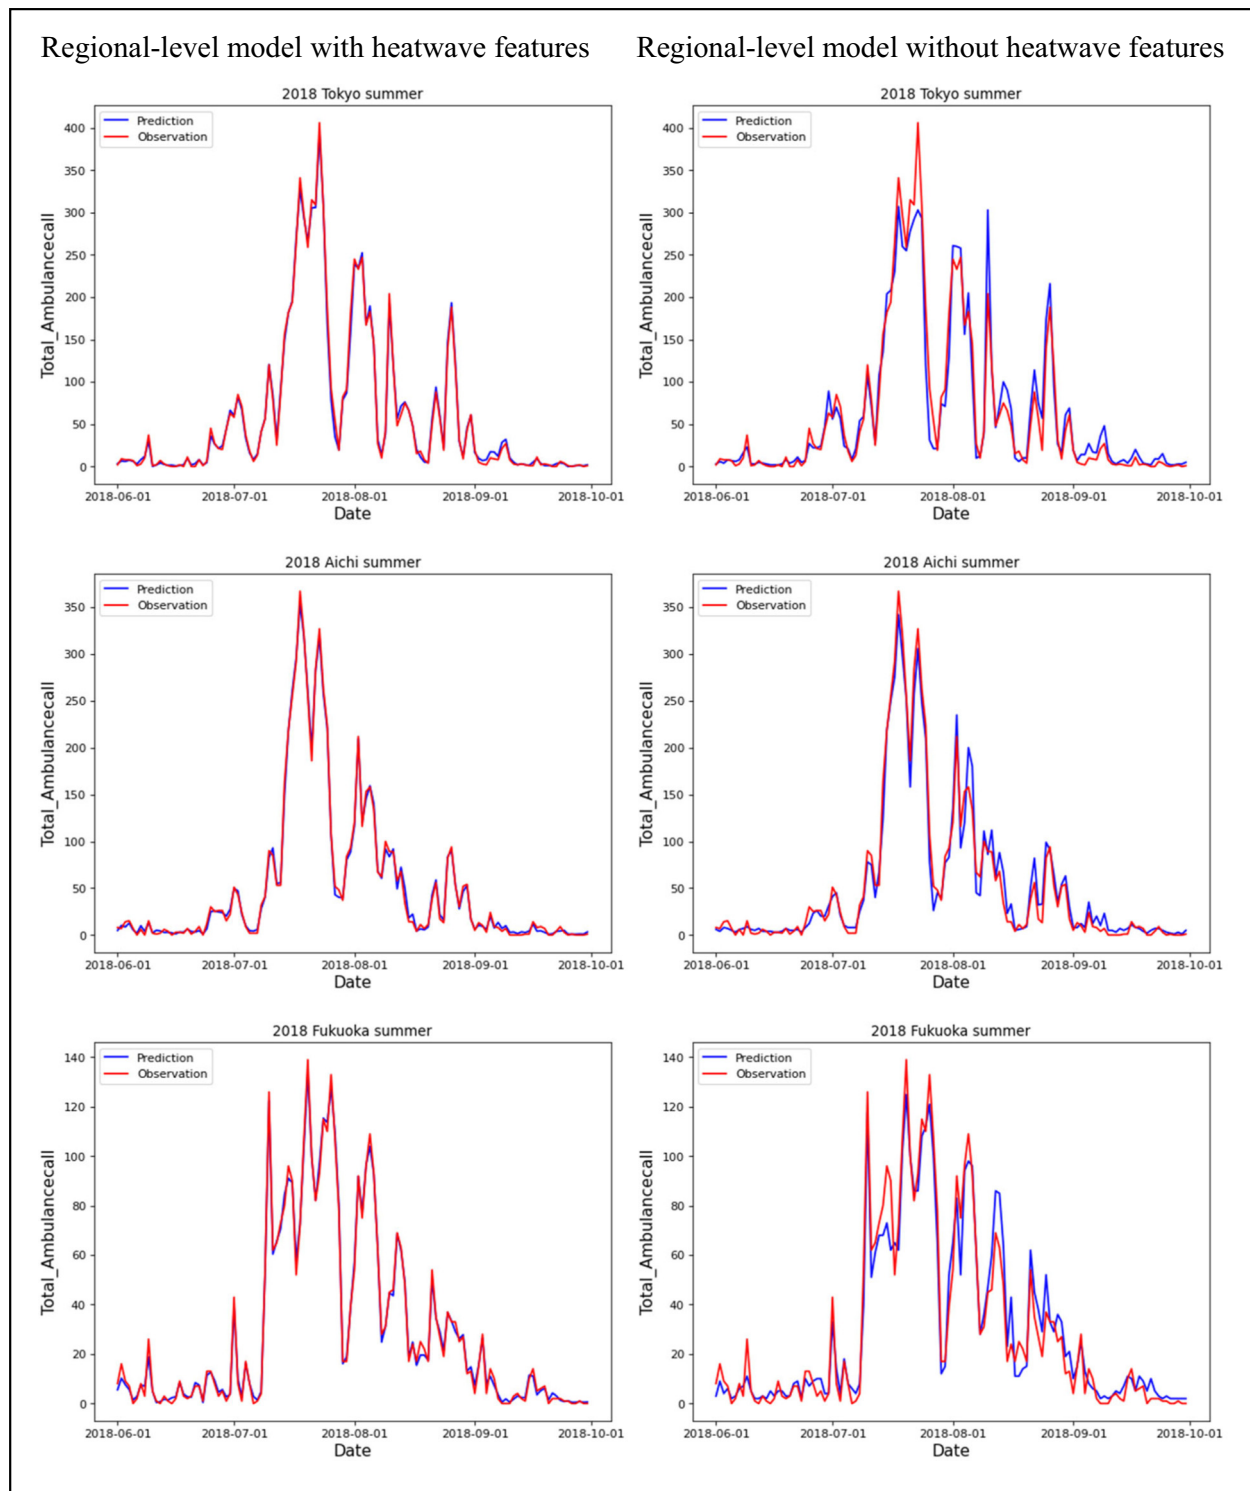 Regional-level model with heatwave features
Regional-level model without heatwave features
2018 Tokyo summer
Prediction
Observation
400
350
300
250
200
150
100
50
0
Total_Ambulancecall
2018-06-01 2018-07-01 2018-08-01 2018-09-01 2018-10-01
Date
2018 Tokyo summer
Prediction
Observation
400
350
300
250
200
150
100
50
0
Total_Ambulancecall
2018-06-01 2018-07-01 2018-08-01 2018-09-01 2018-10-01
Date
2018 Aichi summer
Prediction
Observation
350
300
250
200
150
100
50
0
Total_Ambulancecall
2018-06-01 2018-07-01 2018-08-01 2018-09-01 2018-10-01
Date
2018 Aichi summer
Prediction
Observation
350
300
250
200
150
100
50
0
Total_Ambulancecall
2018-06-01 2018-07-01 2018-08-01 2018-09-01 2018-10-01
Date
2018 Fukuoka summer
Prediction
Observation
140
120
100
80
60
40
20
0
Total_Ambulancecall
2018-06-01 2018-07-01 2018-08-01 2018-09-01 2018-10-01
Date
2018 Fukuoka summer
Prediction
Observation
140
120
100
80
60
40
20
0
Total_Ambulancecall
2018-06-01 2018-07-01 2018-08-01 2018-09-01 2018-10-01
Date